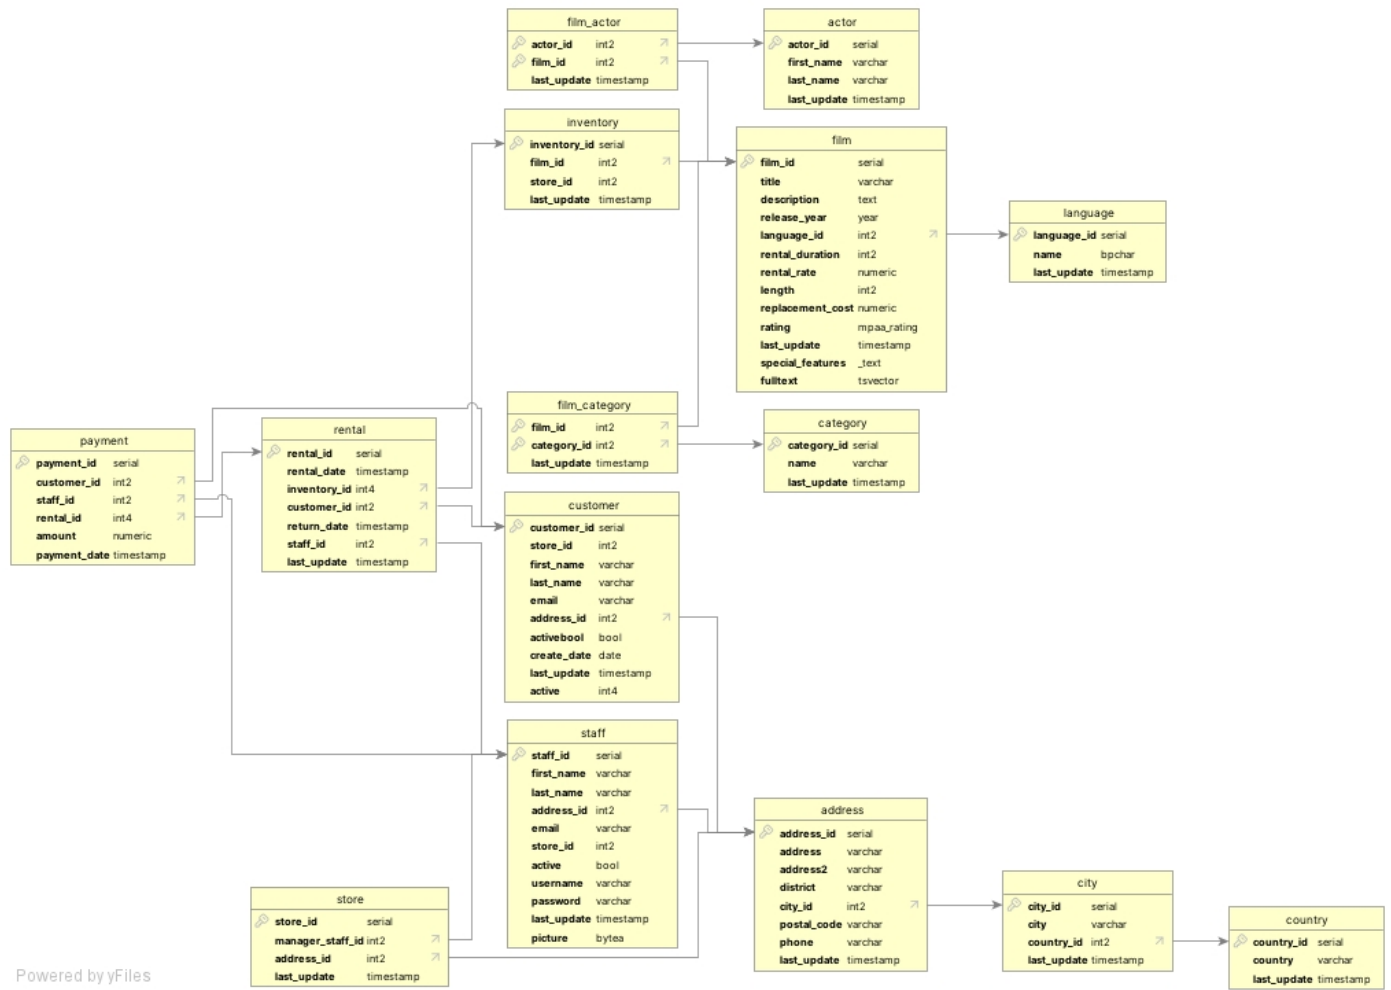 film_actor
actor_id int2
film_id int2
last_update timestamp
actor
actor_id serial
first_name varchar
last_name varchar
last_update timestamp
inventory
inventory_id serial
film_id int2
store_id int2
last_update timestamp
film
film_id serial
title varchar
description text
release_year year
language_id int2
rental_duration int2
rental_rate numeric
length int2
replacement_cost numeric
rating mpaa_rating
last_update timestamp
special_features _text
fulltext tsvector
language
language_id serial
name bpchar
last_update timestamp
film_category
film_id int2
category_id int2
last_update timestamp
category
category_id serial
name varchar
last_update timestamp
payment
payment_id serial
customer_id int2
staff_id int2
rental_id int4
amount numeric
payment_date timestamp
rental
rental_id serial
rental_date timestamp
inventory_id int4
customer_id int2
return_date timestamp
staff_id int2
last_update timestamp
customer
customer_id serial
store_id int2
first_name varchar
last_name varchar
email varchar
address_id int2
activebool bool
create_date date
last_update timestamp
active int4
staff
staff_id serial
first_name varchar
last_name varchar
address_id int2
email varchar
store_id int2
active bool
username varchar
password varchar
last_update timestamp
picture bytea
address
address_id serial
address varchar
address2 varchar
district varchar
city_id int2
postal_code varchar
phone varchar
last_update timestamp
store
store_id serial
manager_staff_id int2
address_id int2
last_update timestamp
city
city_id serial
city varchar
country_id int2
last_update timestamp
country
country_id serial
country varchar
last_update timestamp
Powered by yFiles